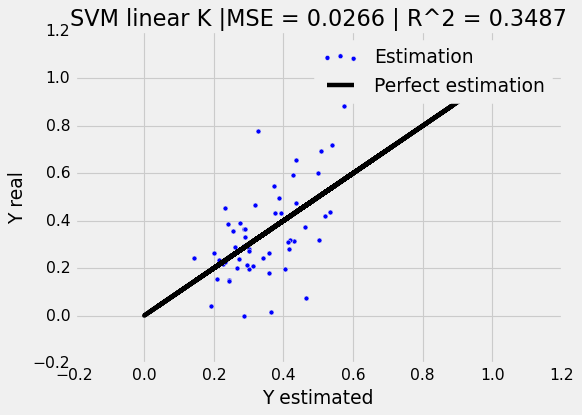 SVM linear K |MSE = 0.0266 | R^2 = 0.3487
1.2
1.0
0.8
0.6
0.4
0.2
0.0
−0.2
Y real
Estimation
Perfect estimation
−0.2 0.0 0.2 0.4 0.6 0.8 1.0 1.2
Y estimated